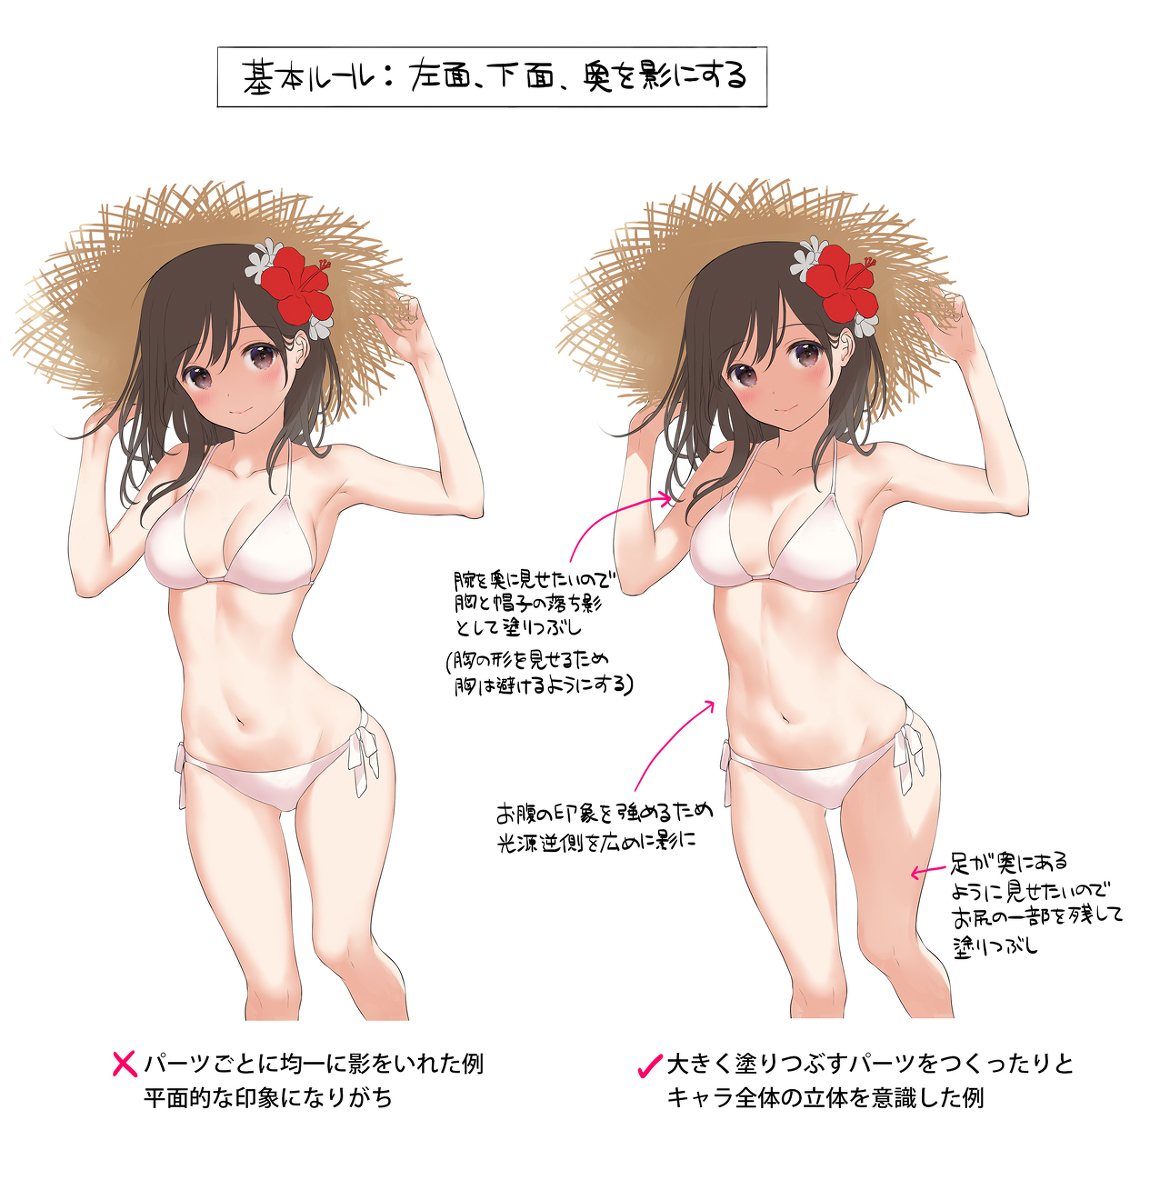 基本ルール：左面、下面、奥を影にする
腕を奥に見せたいので
胸と帽子の落ち影
として塗りつぶし
(胸の形を見せるため
胸は避けるようにする)
お腹の印象を強めるため
光源逆側を広めに影に
足が奥にある
ように見せたいので
お尻の一部を残して
塗りつぶし
パーツごとに均一に影をいれた例
平面的な印象になりがち
大きく塗りつぶすパーツをつくったりと
キャラ全体の立体を意識した例